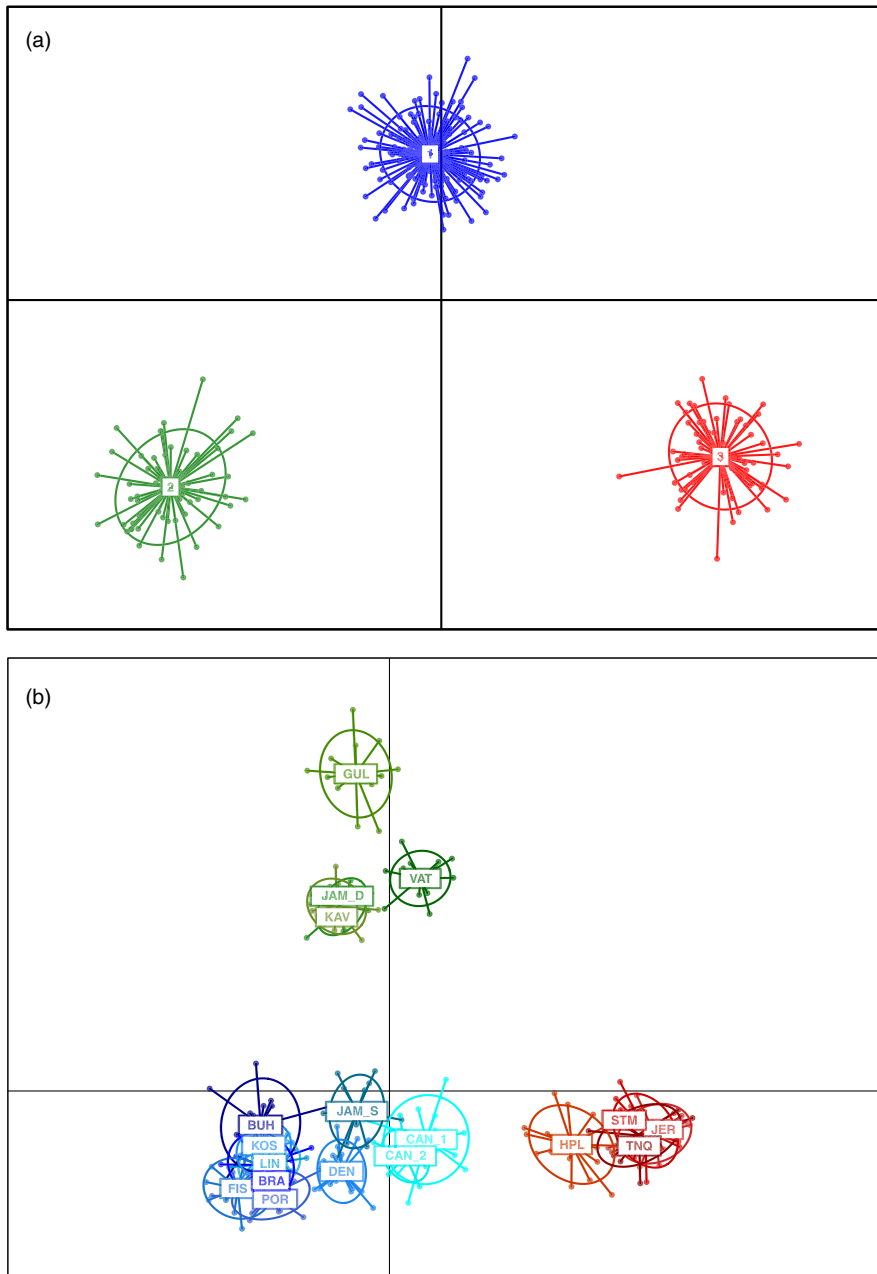 (a)
1
2
3
(b)
GUL
VAT
JAM_D
KAV
JAM_S
BUH
STM
JER
CAN_1
KOS
HPL
TNQ
CAN_2
LIN
DEN
BRA
FIS
POR